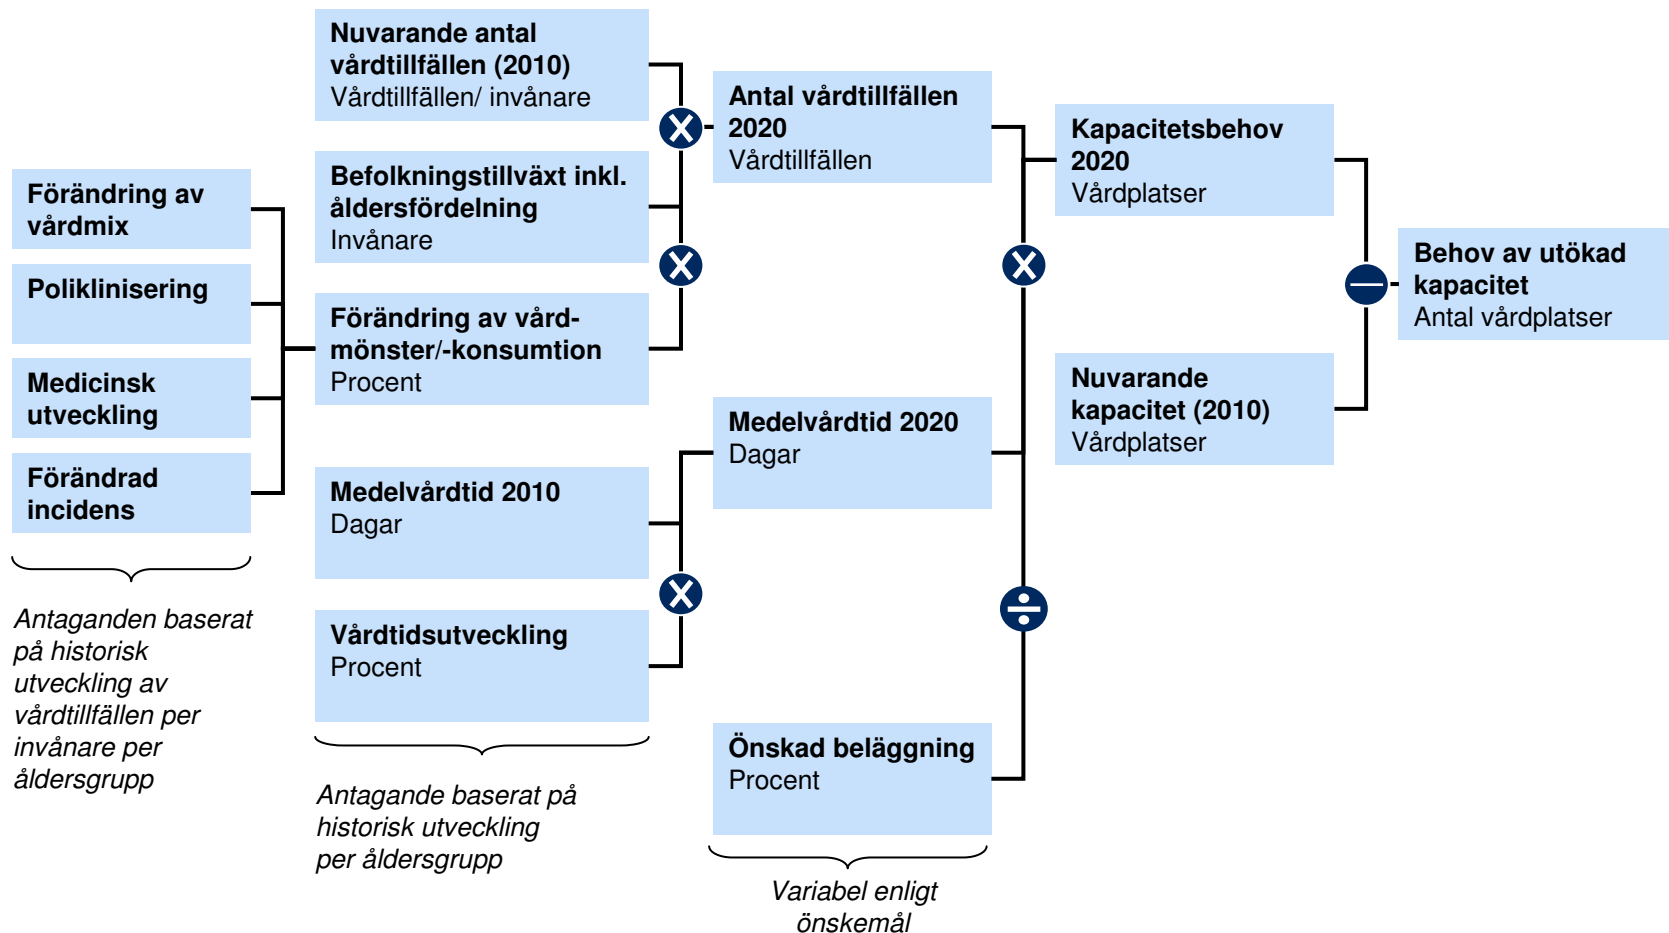 Förändring av
vårdmix
Poliklinisering
Medicinsk
utveckling
Förändrad
incidens
Antaganden baserat
på historisk
utveckling av
vårdtillfällen per
invånare per
åldersgrupp
Nuvarande antal
vårdtillfällen (2010)
Vårdtillfällen/ invånare
Befolkningstillväxt inkl.
åldersfördelning
Invånare
Förändring av vård-
mönster/-konsumtion
Procent
Medelvårdtid 2010
Dagar
Vårdtidsutveckling
Procent
Antagande baserat på
historisk utveckling
per åldersgrupp
X
X
X
Antal vårdtillfällen
2020
Vårdtillfällen
Medelvårdtid 2020
Dagar
Önskad beläggning
Procent
Variabel enligt
önskemål
X
÷
Kapacitetsbehov
2020
Vårdplatser
Nuvarande
kapacitet (2010)
Vårdplatser
—
Behov av utökad
kapacitet
Antal vårdplatser